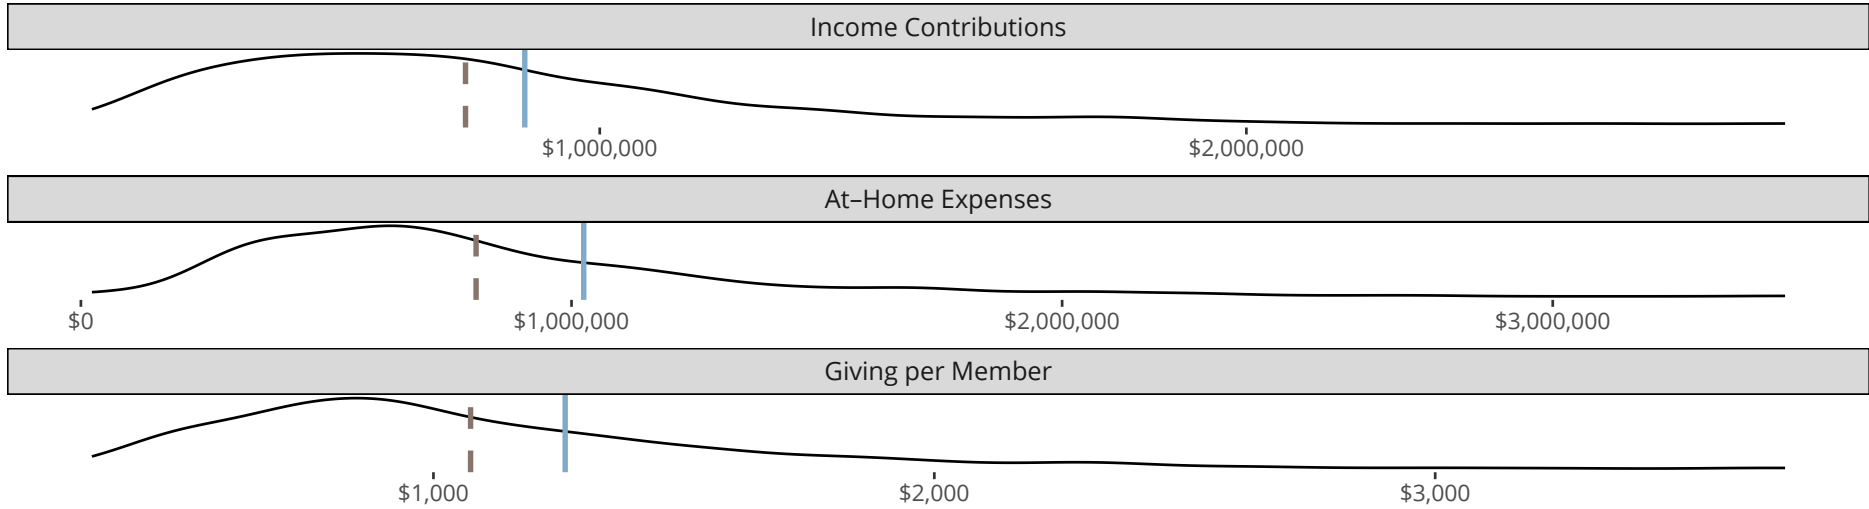 Income Contributions
$1,000,000 $2,000,000
At–Home Expenses
$0 $1,000,000 $2,000,000 $3,000,000
Giving per Member
$1,000 $2,000 $3,000